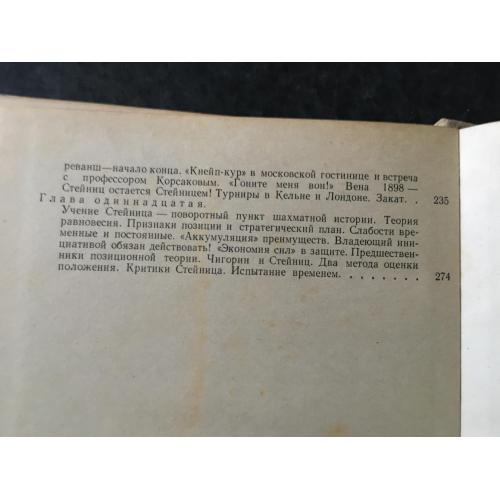 реванш—начало конца. «Кнейп-кур» в московской гостинице и встреча
с профессором Корсаковым. «Гоните меня вон!» Вена 1898 —
Стейниц остается Стейницем! Турниры в Кельне и Лондоне. Закат. . 235
Глава одиннадцатая.
Учение Стейница — поворотный пункт шахматной истории. Теория
равновесия. Признаки позиции и стратегический план. Слабости вре-
менные и постоянные. «Аккумуляция» преимуществ. Владеющий ини-
циативой обязан действовать! «Экономия сил» в защите. Предшествен-
ники позиционной теории. Чигорин и Стейниц. Два метода оценки
положения. Критики Стейница. Испытание временем. . . . . . . . 274